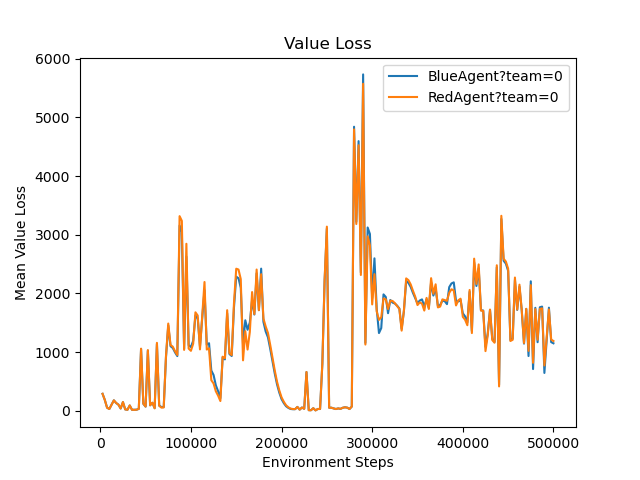 Value Loss
BlueAgent?team=0
RedAgent?team=0
Mean Value Loss
6000
5000
4000
3000
2000
1000
0
0 100000 200000 300000 400000 500000
Environment Steps